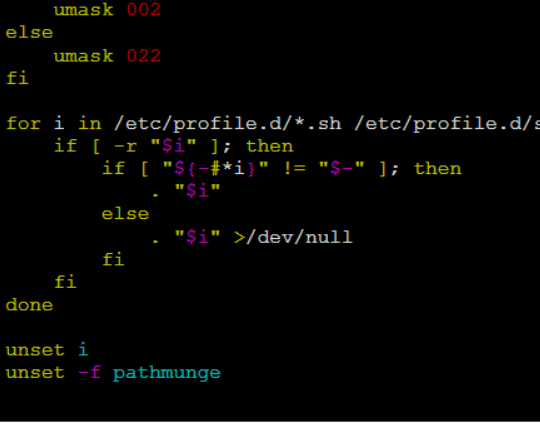 umask 002
else
    umask 022
fi

for i in /etc/profile.d/*.sh /etc/profile.d/s
    if [ -r "$i" ]; then
        if [ "${-#*i}" != "$-" ]; then
            . "$i"
        else
            . "$i" >/dev/null
        fi
    fi
done

unset i
unset -f pathmunge